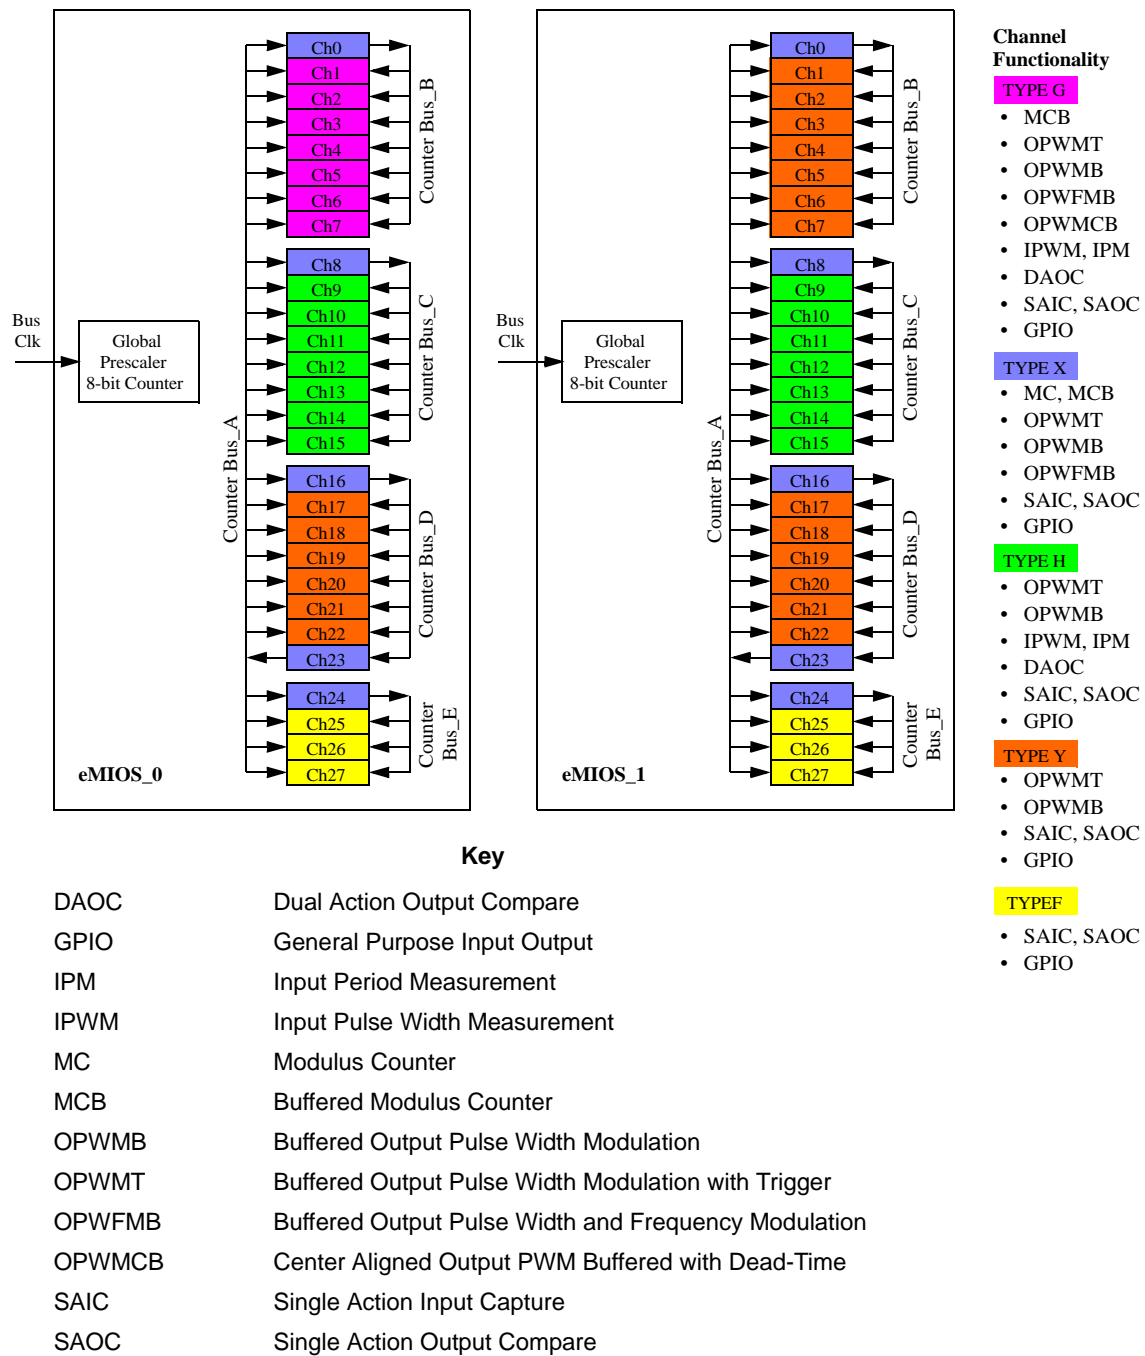 Bus
Clk
Global
Prescaler
8-bit Counter
Counter Bus_A
Ch0
Ch1
Ch2
Ch3
Ch4
Ch5
Ch6
Ch7
Counter Bus_B
Ch8
Ch9
Ch10
Ch11
Ch12
Ch13
Ch14
Ch15
Counter Bus_C
Ch16
Ch17
Ch18
Ch19
Ch20
Ch21
Ch22
Ch23
Counter Bus_D
Ch24
Ch25
Ch26
Ch27
Counter
Bus_E
eMIOS_0
Bus
Clk
Global
Prescaler
8-bit Counter
Counter Bus_A
Ch0
Ch1
Ch2
Ch3
Ch4
Ch5
Ch6
Ch7
Counter Bus_B
Ch8
Ch9
Ch10
Ch11
Ch12
Ch13
Ch14
Ch15
Counter Bus_C
Ch16
Ch17
Ch18
Ch19
Ch20
Ch21
Ch22
Ch23
Counter Bus_D
Ch24
Ch25
Ch26
Ch27
Counter
Bus_E
eMIOS_1
Channel
Functionality
TYPE G
• MCB
• OPWMT
• OPWMB
• OPWFMB
• OPWMCB
• IPWM, IPM
• DAOC
• SAIC, SAOC
• GPIO
TYPE X
• MC, MCB
• OPWMT
• OPWMB
• OPWFMB
• SAIC, SAOC
• GPIO
TYPE H
• OPWMT
• OPWMB
• IPWM, IPM
• DAOC
• SAIC, SAOC
• GPIO
TYPE Y
• OPWMT
• OPWMB
• SAIC, SAOC
• GPIO
TYPEF
• SAIC, SAOC
• GPIO
Key
DAOC Dual Action Output Compare
GPIO General Purpose Input Output
IPM Input Period Measurement
IPWM Input Pulse Width Measurement
MC Modulus Counter
MCB Buffered Modulus Counter
OPWMB Buffered Output Pulse Width Modulation
OPWMT Buffered Output Pulse Width Modulation with Trigger
OPWFMB Buffered Output Pulse Width and Frequency Modulation
OPWMCB Center Aligned Output PWM Buffered with Dead-Time
SAIC Single Action Input Capture
SAOC Single Action Output Compare